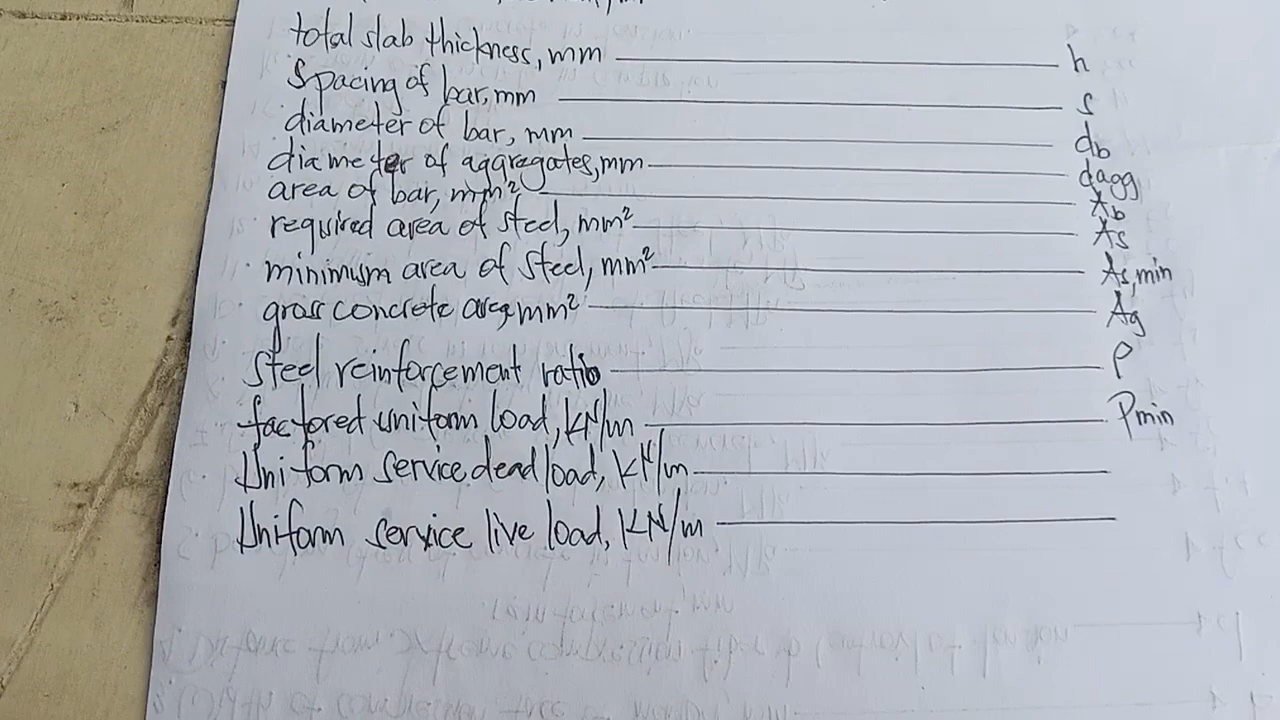 total slab thickness, mm h
spacing of bar, mm s
diameter of bar, mm db
diameter of aggregates, mm dagg
area of bar, mm² Ab
required area of steel, mm² As
minimum area of steel, mm² As,min
gross concrete area, mm² Ag
Steel reinforcement ratio ρ
factored uniform load, kN/m ρmin
Uniform service dead load, kN/m
Uniform service live load, kN/m